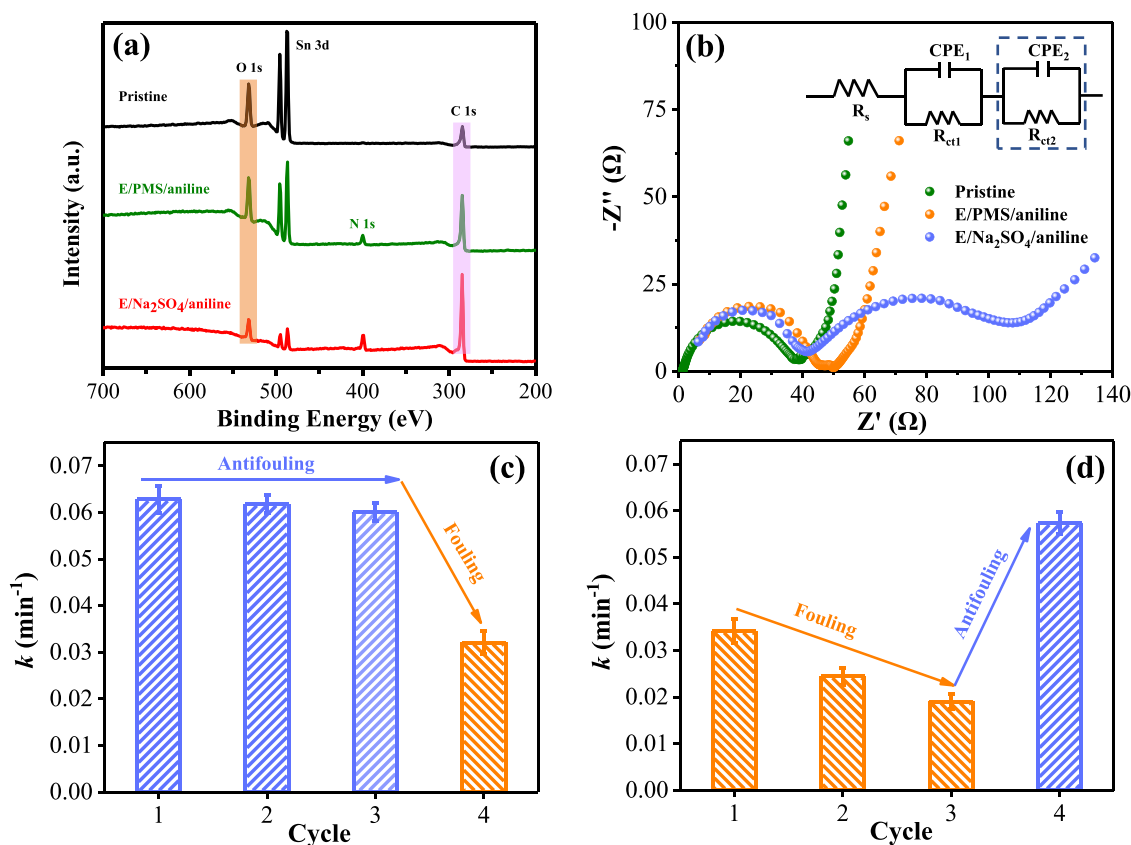 (a)
Sn 3d
O 1s
Pristine
C 1s
E/PMS/aniline
N 1s
E/Na₂SO₄/aniline
Intensity (a.u.)
700 600 500 400 300 200
Binding Energy (eV)
(b)
CPE₁ CPE₂
Rₛ
R_ct1 R_ct2
Pristine
E/PMS/aniline
E/Na₂SO₄/aniline
100
75
50
25
0
-Z'' (Ω)
0 20 40 60 80 100 120 140
Z' (Ω)
(c)
Antifouling
Fouling
0.07
0.06
0.05
0.04
0.03
0.02
0.01
0.00
k (min⁻¹)
1 2 3 4
Cycle
(d)
Fouling
Antifouling
0.07
0.06
0.05
0.04
0.03
0.02
0.01
0.00
k (min⁻¹)
1 2 3 4
Cycle